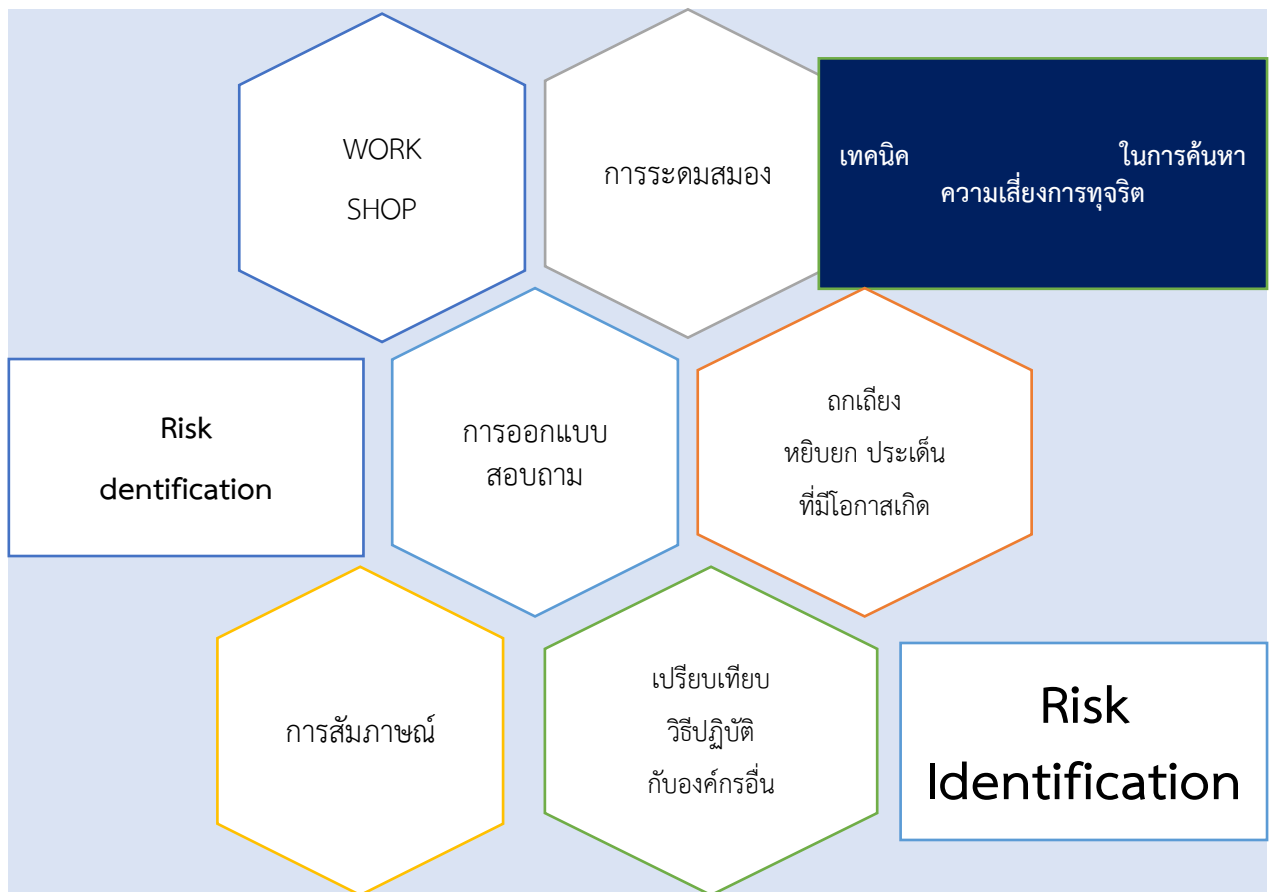 WORK
SHOP
การระดมสมอง
เทคนิค ในการค้นหา
ความเสี่ยงการทุจริต
Risk
dentification
การออกแบบ
สอบถาม
ถกเถียง
หยิบยก ประเด็น
ที่มีโอกาสเกิด
การสัมภาษณ์
เปรียบเทียบ
วิธีปฏิบัติ
กับองค์กรอื่น
Risk
Identification